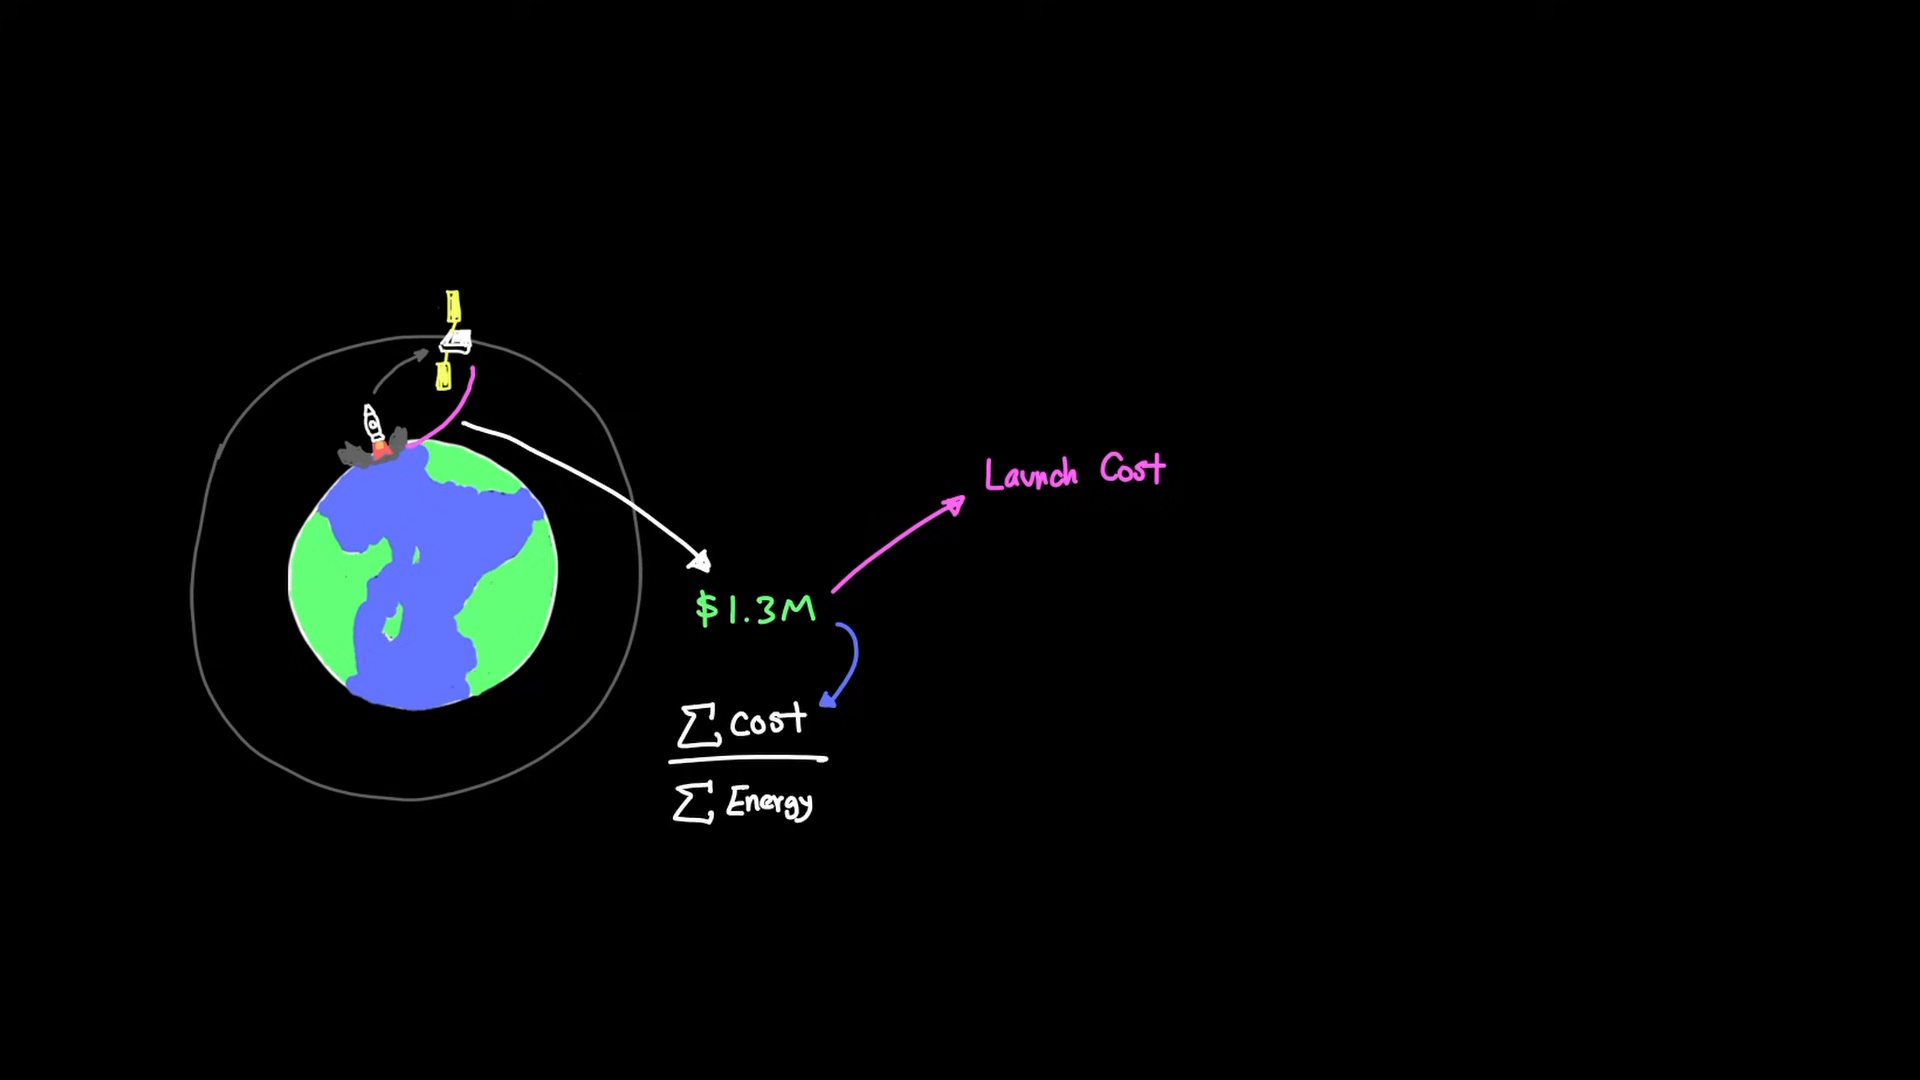 Launch Cost
$1.3M
∑ cost
∑ Energy